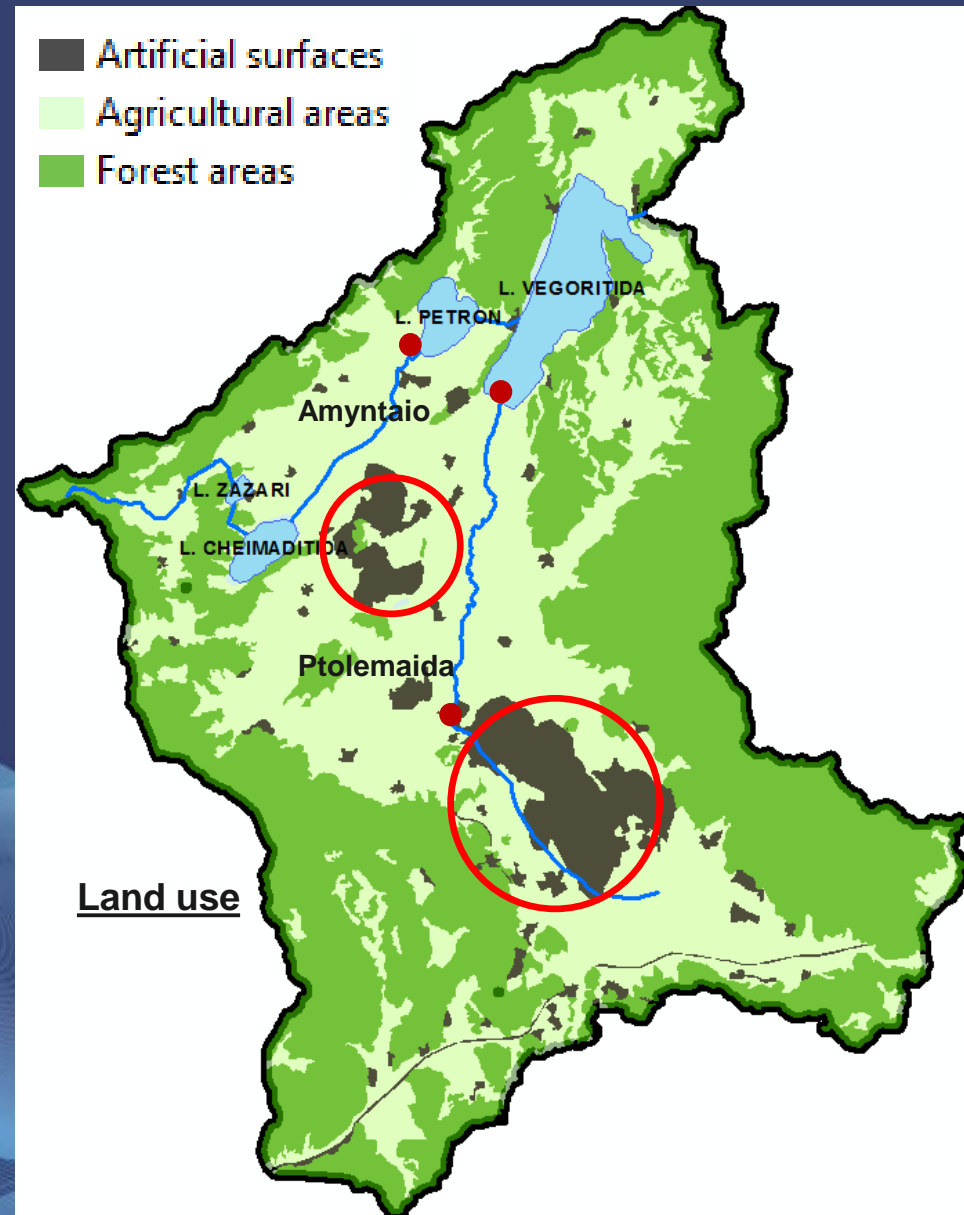 Artificial surfaces
Agricultural areas
Forest areas
L. VEGORITIDA
L. PETRON
Amyntaio
L. ZAZARI
L. CHEIMADITIDA
Ptolemaida
Land use